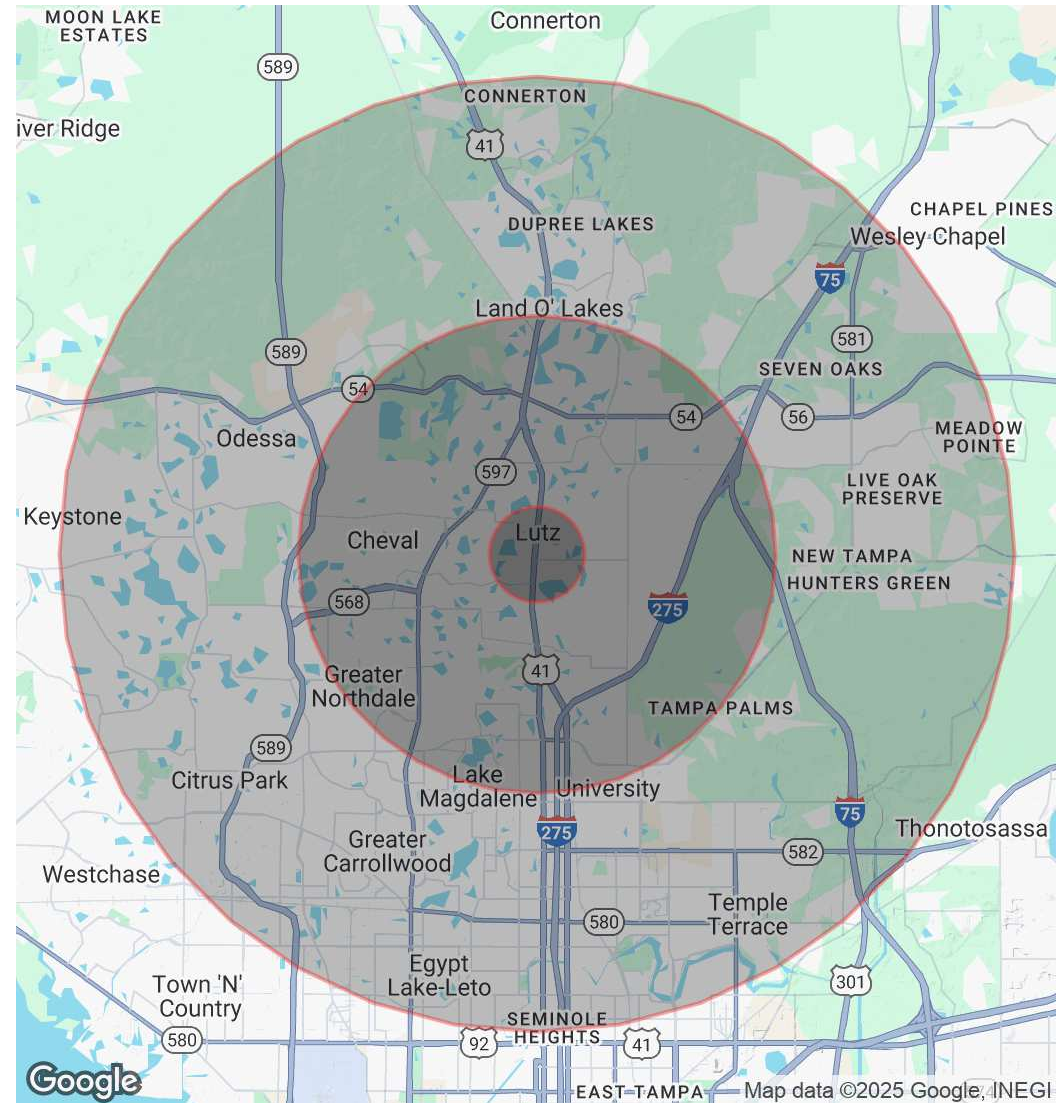 MOON LAKE
ESTATES
Connerton
589
CONNERTON
iver Ridge
41
CHAPEL PINES
DUPREE LAKES
Wesley Chapel
75
Land O' Lakes
581
589
SEVEN OAKS
54
54
56
Odessa
MEADOW
POINTE
597
LIVE OAK
PRESERVE
Keystone
Lutz
Cheval
NEW TAMPA
HUNTERS GREEN
568
275
41
Greater
Northdale
TAMPA PALMS
589
Citrus Park
Lake
Magdalene
University
75
275
Thonotosassa
Greater
Carrollwood
582
Westchase
Temple
Terrace
580
Egypt
Lake-Leto
301
Town 'N'
Country
SEMINOLE
HEIGHTS
580
92
41
Google
EAST TAMPA
Map data ©2025 Google, INEGI